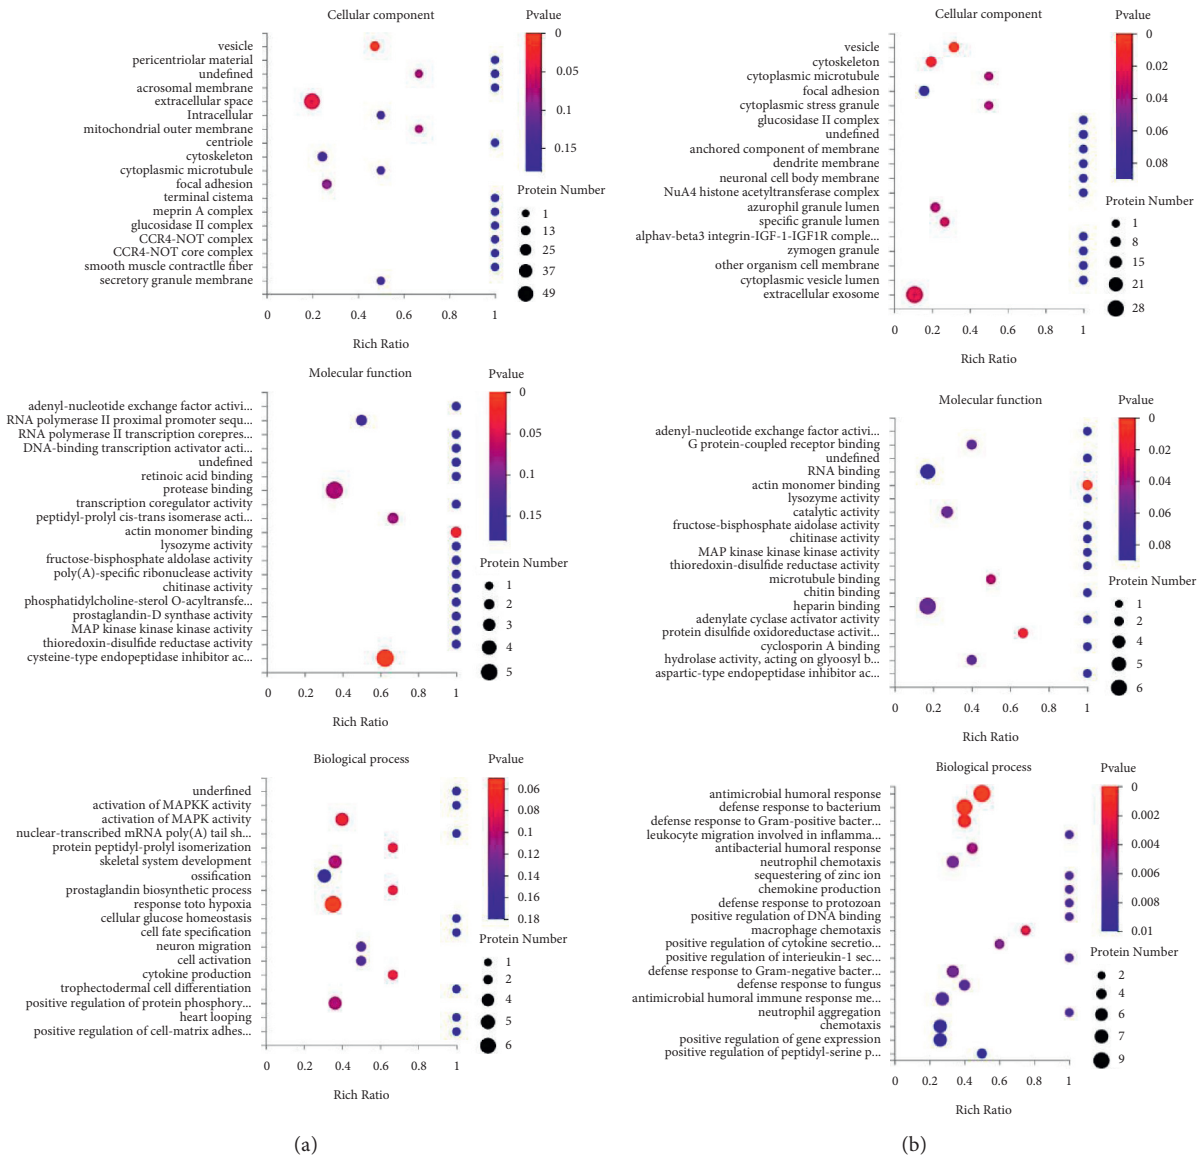 Cellular component
vesicle
pericentriolar material
undefined
acrosomal membrane
extracellular space
Intracellular
mitochondrial outer membrane
centriole
cytoskeleton
cytoplasmic microtubule
focal adhesion
terminal cistema
meprin A complex
glucosidase II complex
CCR4-NOT complex
CCR4-NOT core complex
smooth muscle contractlle fiber
secretory granule membrane
0 0.2 0.4 0.6 0.8 1
Rich Ratio
Pvalue
0
0.05
0.1
0.15
Protein Number
1
13
25
37
49
Molecular function
adenyl-nucleotide exchange factor activi...
RNA polymerase II proximal promoter sequ...
RNA polymerase II transcription corepres...
DNA-binding transcription activator acti...
undefined
retinoic acid binding
protease binding
transcription coregulator activity
peptidyl-prolyl cis-trans isomerase acti...
actin monomer binding
lysozyme activity
fructose-bisphosphate aldolase activity
poly(A)-specific ribonuclease activity
chitinase activity
phosphatidylcholine-sterol O-acyltransfe...
prostaglandin-D synthase activity
MAP kinase kinase kinase activity
thioredoxin-disulfide reductase activity
cysteine-type endopeptidase inhibitor ac...
0 0.2 0.4 0.6 0.8 1
Rich Ratio
Pvalue
0
0.05
0.1
0.15
Protein Number
1
2
3
4
5
Biological process
underfined
activation of MAPKK activity
activation of MAPK activity
nuclear-transcribed mRNA poly(A) tail sh...
protein peptidyl-prolyl isomerization
skeletal system development
ossification
prostaglandin biosynthetic process
response toto hypoxia
cellular glucose homeostasis
cell fate specification
neuron migration
cell activation
cytokine production
trophectodermal cell differentiation
positive regulation of protein phosphory...
heart looping
positive regulation of cell-matrix adhes...
0 0.2 0.4 0.6 0.8 1
Rich Ratio
Pvalue
0.06
0.08
0.1
0.12
0.14
0.16
0.18
Protein Number
1
2
4
5
6
(a)
Cellular component
vesicle
cytoskeleton
cytoplasmic microtubule
focal adhesion
cytoplasmic stress granule
glucosidase II complex
undefined
anchored component of membrane
dendrite membrane
neuronal cell body membrane
NuA4 histone acetyltransferase complex
azurophil granule lumen
specific granule lumen
alphav-beta3 integrin-IGF-1-IGF1R comple...
zymogen granule
other organism cell membrane
cytoplasmic vesicle lumen
extracellular exosome
0 0.2 0.4 0.6 0.8 1
Rich Ratio
Pvalue
0
0.02
0.04
0.06
0.08
Protein Number
1
8
15
21
28
Molecular function
adenyl-nucleotide exchange factor activi...
G protein-coupled receptor binding
undefined
RNA binding
actin monomer binding
lysozyme activity
catalytic activity
fructose-bisphosphate aidolase activity
chitinase activity
MAP kinase kinase kinase activity
thioredoxin-disulfide reductase activity
microtubule binding
chitin binding
heparin binding
adenylate cyclase activator activity
protein disulfide oxidoreductase activit...
cyclosporin A binding
hydrolase activity, acting on glyoosyl b...
aspartic-type endopeptidase inhibitor ac...
0 0.2 0.4 0.6 0.8 1
Rich Ratio
Pvalue
0
0.02
0.04
0.06
0.08
Protein Number
1
2
4
5
6
Biological process
antimicrobial humoral response
defense response to bacterium
defense response to Gram-positive bacter...
leukocyte migration involved in inflamma...
antibacterial humoral response
neutrophil chemotaxis
sequestering of zinc ion
chemokine production
defense response to protozoan
positive regulation of DNA binding
macrophage chemotaxis
positive regulation of cytokine secretio...
positive regulation of interieukin-1 sec...
defense response to Gram-negative bacter...
defense response to fungus
antimicrobial humoral immune response me...
neutrophil aggregation
chemotaxis
positive regulation of gene expression
positive regulation of peptidyl-serine p...
0 0.2 0.4 0.6 0.8 1
Rich Ratio
Pvalue
0
0.002
0.004
0.006
0.008
0.01
Protein Number
2
4
6
7
9
(b)